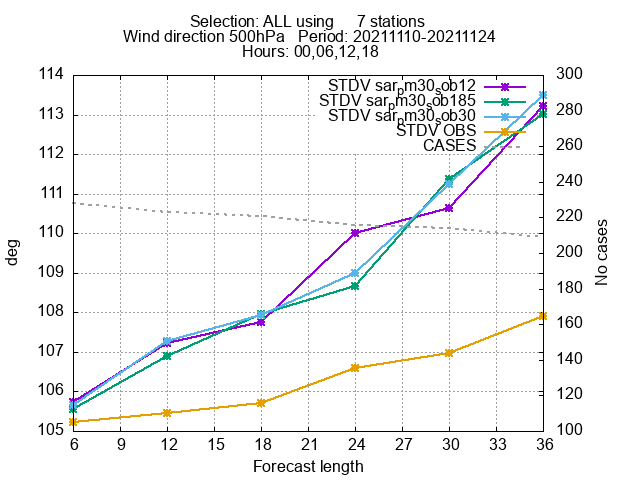 Selection: ALL using 7 stations
Wind direction 500hPa Period: 20211110-20211124
Hours: 00,06,12,18
114 300
STDV sar_pm30_sob12
113 280
STDV sar_pm30_sob185
STDV sar_pm30_sob30
STDV OBS
112 260
CASES
111 240
110 220
deg
No cases
109 200
180
108 160
107 140
106 120
105 100
6 9 12 15 18 21 24 27 30 33 36
Forecast length